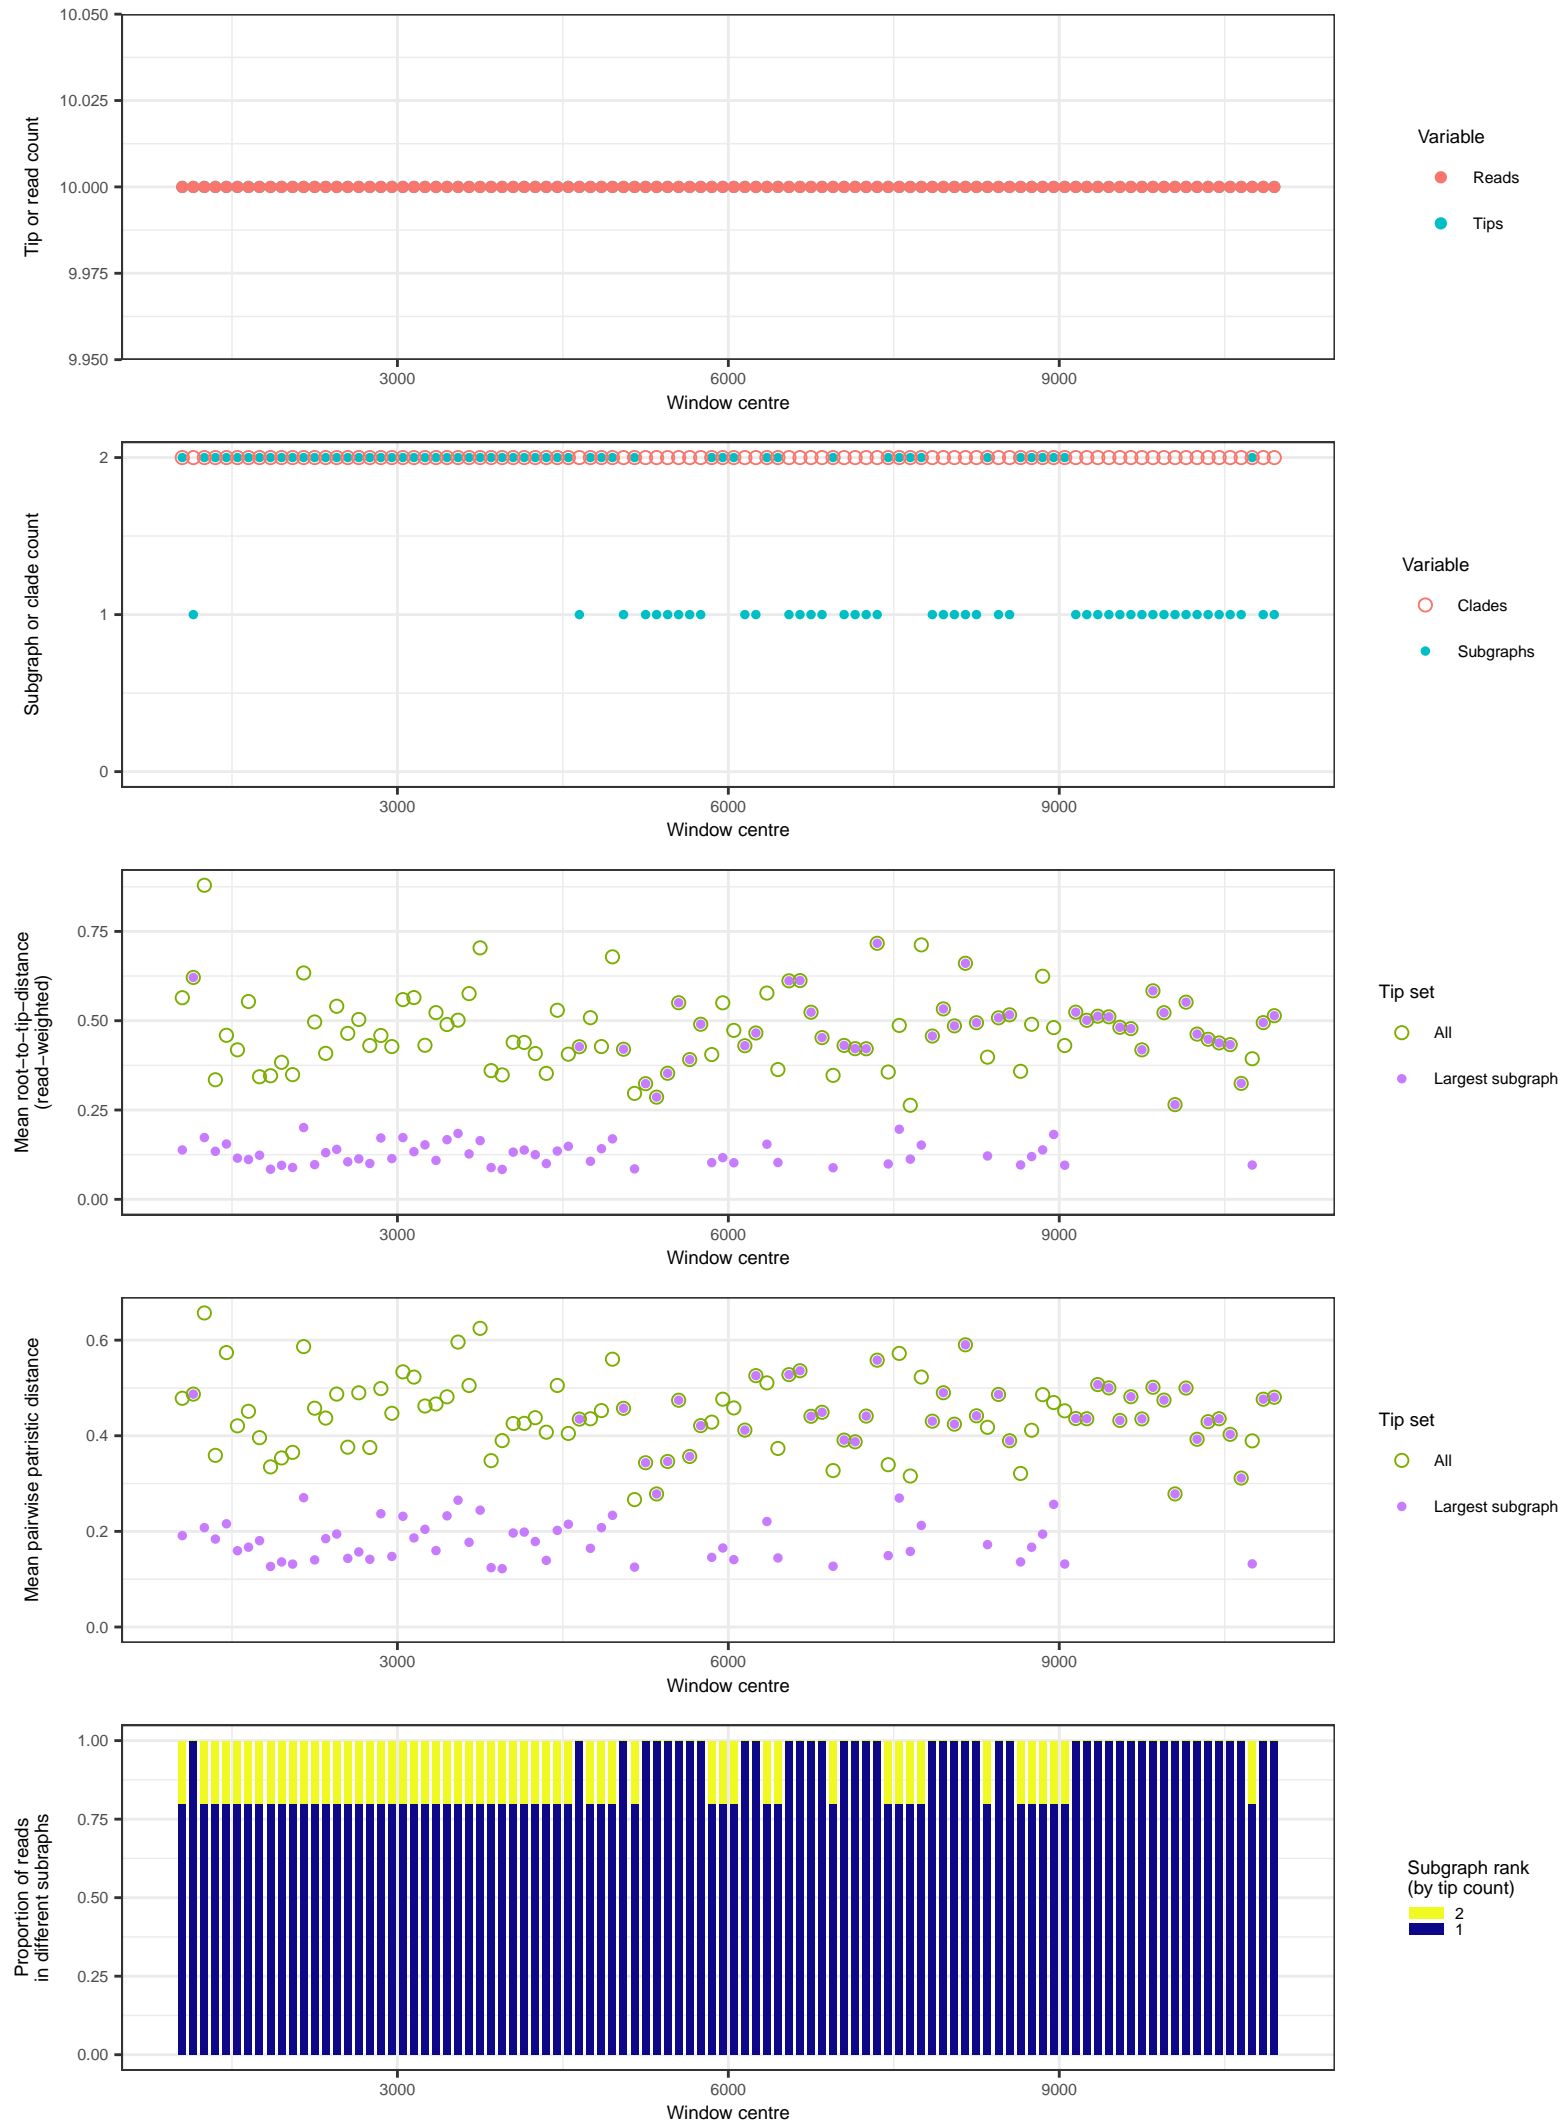 10.050
10.025
10.000
9.975
9.950
Tip or read count
3000 6000 9000
Window centre
Variable
Reads
Tips
2
1
0
Subgraph or clade count
3000 6000 9000
Window centre
Variable
Clades
Subgraphs
0.75
0.50
0.25
0.00
Mean root−to−tip−distance
(read−weighted)
3000 6000 9000
Window centre
Tip set
All
Largest subgraph
0.6
0.4
0.2
0.0
Mean pairwise patristic distance
3000 6000 9000
Window centre
Tip set
All
Largest subgraph
1.00
0.75
0.50
0.25
0.00
Proportion of reads
in different subraphs
3000 6000 9000
Window centre
Subgraph rank
(by tip count)
2
1